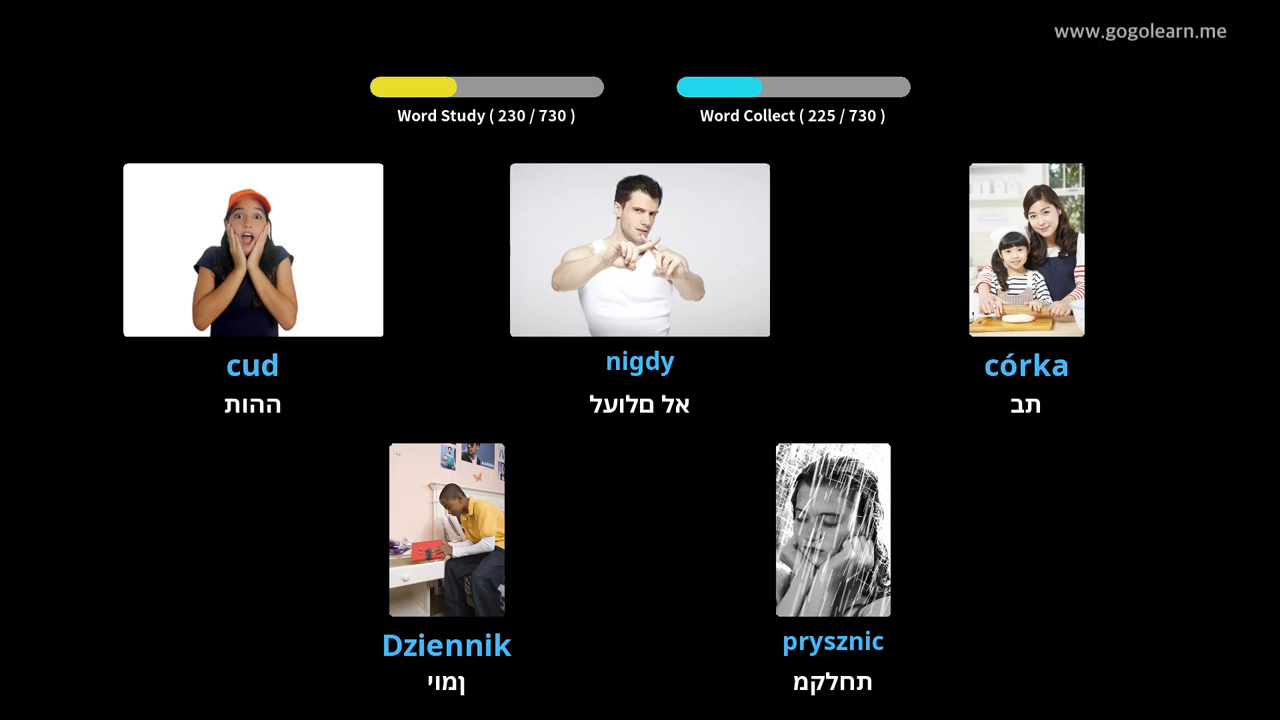 www.gogolearn.me
Word Study ( 230 / 730 )
Word Collect ( 225 / 730 )
cud
ההות
nigdy
אל םלועל
córka
תב
Dziennik
ןמוי
prysznic
תחלקמ